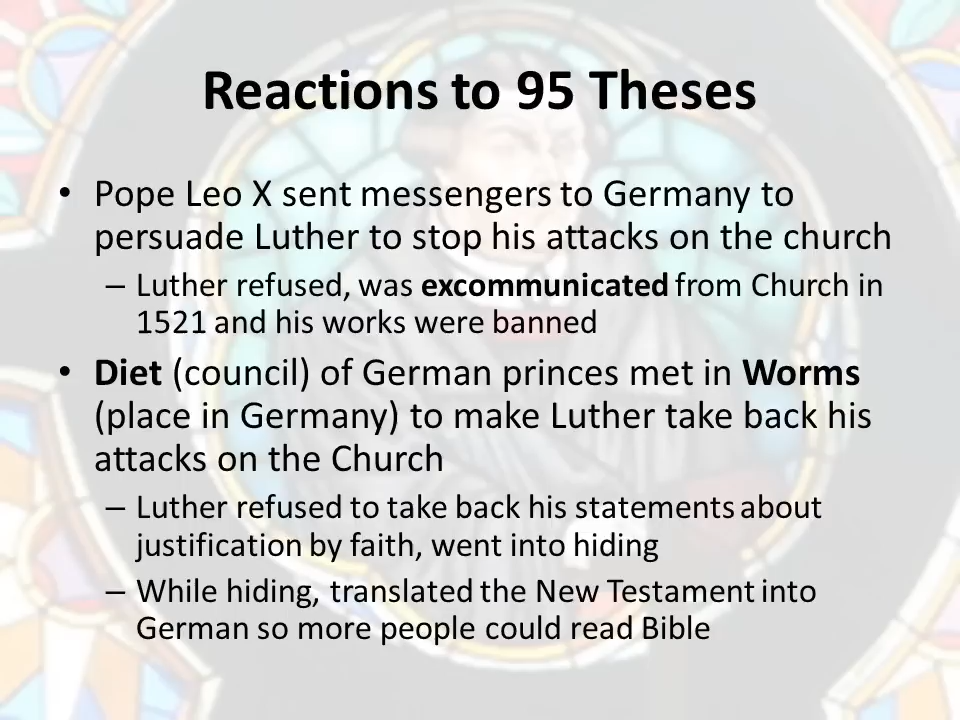 Reactions to 95 Theses
• Pope Leo X sent messengers to Germany to
persuade Luther to stop his attacks on the church
– Luther refused, was excommunicated from Church in
1521 and his works were banned
• Diet (council) of German princes met in Worms
(place in Germany) to make Luther take back his
attacks on the Church
– Luther refused to take back his statements about
justification by faith, went into hiding
– While hiding, translated the New Testament into
German so more people could read Bible